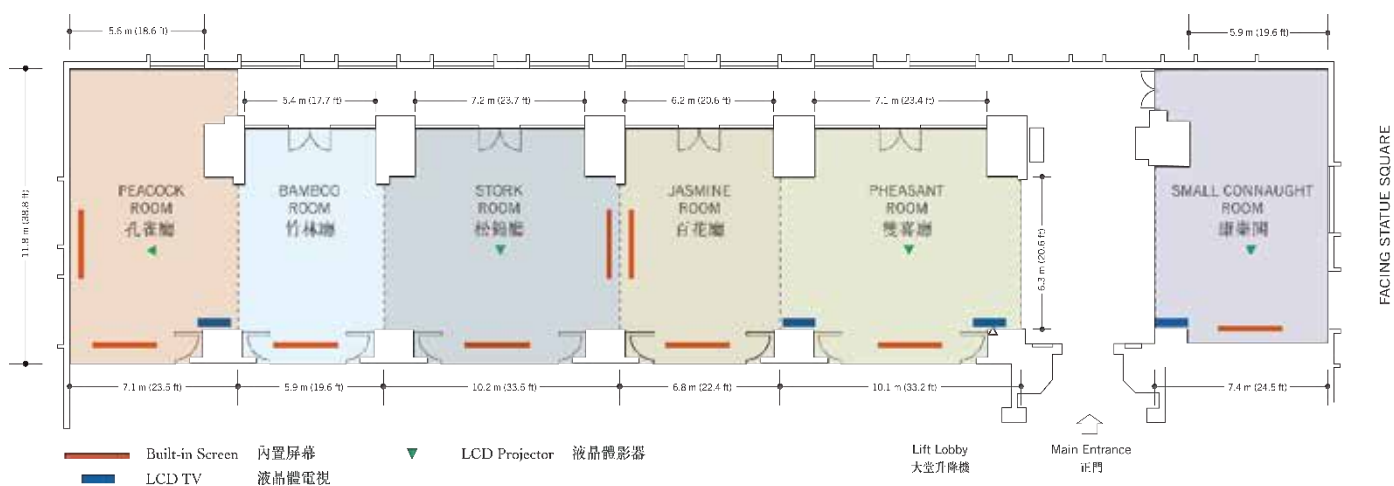 5.6 m (18.6 ft)
5.9 m (19.6 ft)
5.4 m (17.7 ft)
7.2 m (23.7 ft)
6.2 m (20.6 ft)
7.1 m (23.4 ft)
11.8 m (38.8 ft)
PEACOCK
ROOM
孔雀廳
BAMBOO
ROOM
竹林廳
STORK
ROOM
松鶴廳
JASMINE
ROOM
百花廳
PHEASANT
ROOM
雙喜廳
6.3 m (20.6 ft)
SMALL CONNAUGHT
ROOM
康樂閣
FACING STATUE SQUARE
7.1 m (23.6 ft)
5.9 m (19.6 ft)
10.2 m (33.5 ft)
6.8 m (22.4 ft)
10.1 m (33.2 ft)
7.4 m (24.5 ft)
Built-in Screen 內置屏幕
LCD Projector 液晶體影器
LCD TV 液晶體電視
Lift Lobby
大堂升降機
Main Entrance
正門